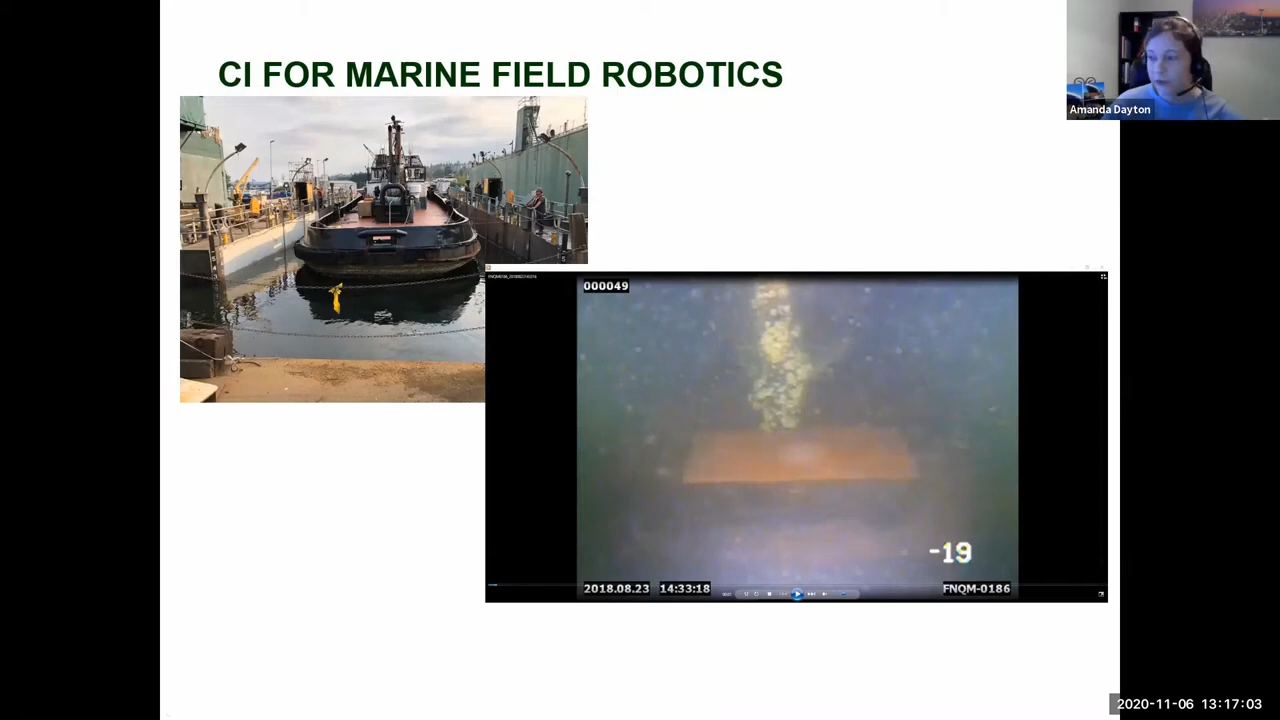 CI FOR MARINE FIELD ROBOTICS
Amanda Dayton
000049
-19
2018.08.23 14:33:18
FNQM-0186
2020-11-06 13:17:03